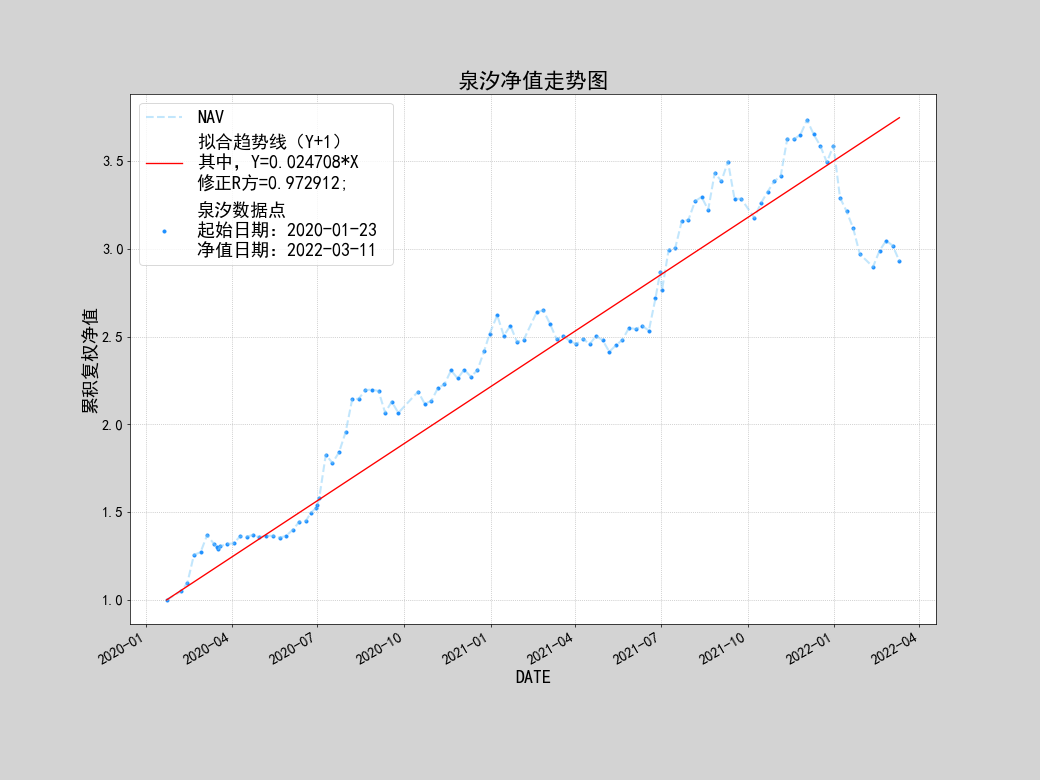 泉汐净值走势图
NAV
拟合趋势线（Y+1）
其中，Y=0.024708*X
修正R方=0.972912;
泉汐数据点
起始日期：2020-01-23
净值日期：2022-03-11
累积复权净值
3.5
3.0
2.5
2.0
1.5
1.0
2020-01
2020-04
2020-07
2020-10
2021-01
2021-04
2021-07
2021-10
2022-01
2022-04
DATE